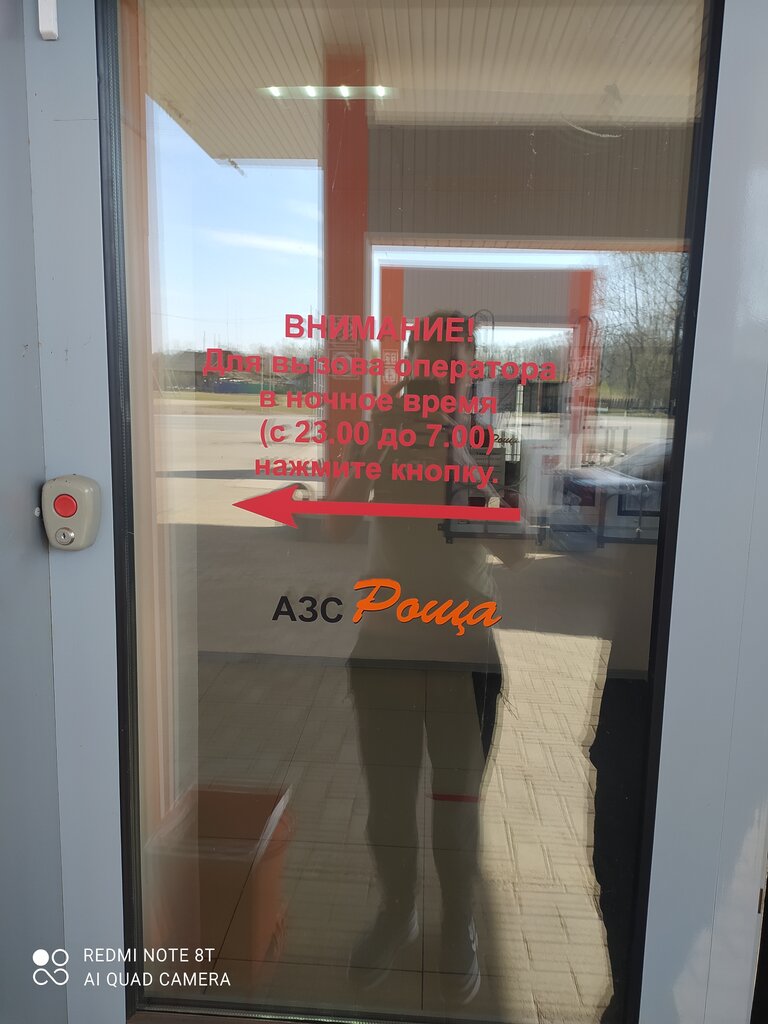 ВНИМАНИЕ!
Для вызова оператора
в ночное время
(с 23.00 до 7.00)
нажмите кнопку.
АЗС Роща
REDMI NOTE 8T
AI QUAD CAMERA